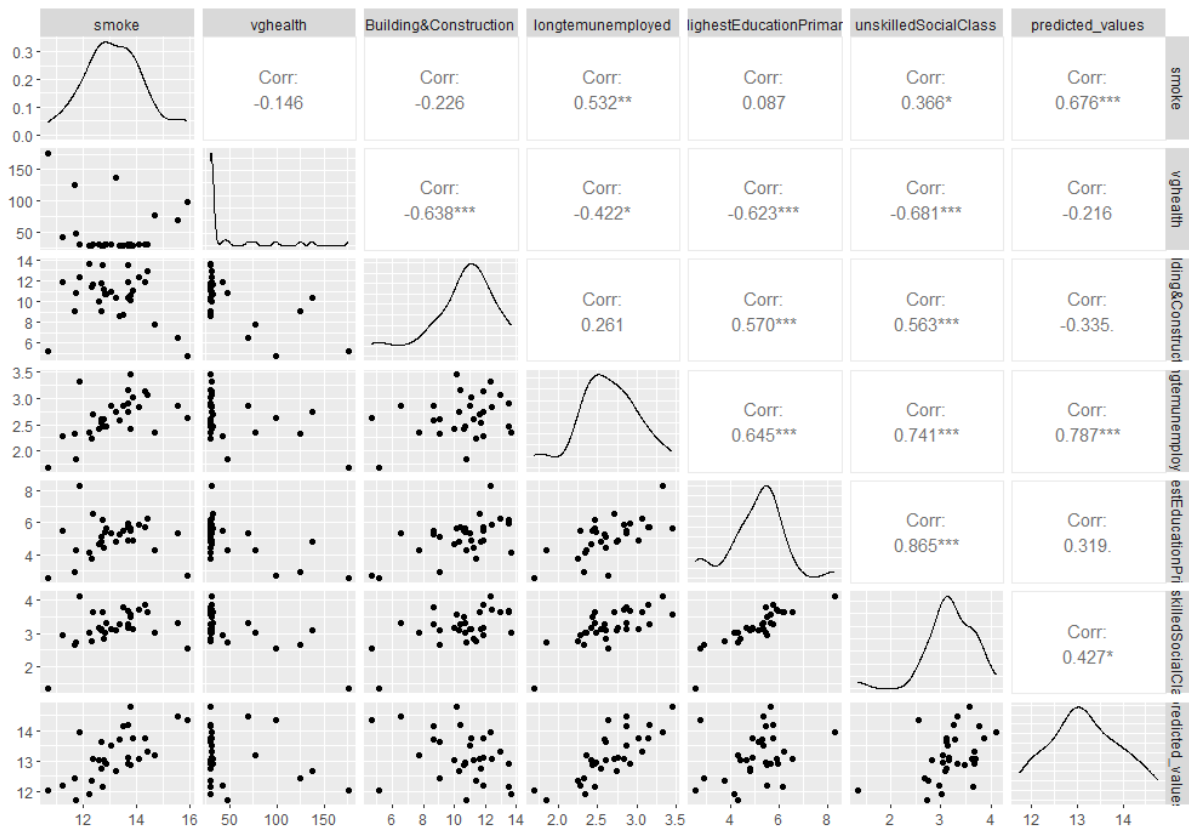 smoke vghealth Building&Construction longtemunemployed lighestEducationPrimar unskilledSocialClass predicted_values
0.3
0.2
0.1
0.0
Corr:
-0.146
Corr:
-0.226
Corr:
0.532**
Corr:
0.087
Corr:
0.366*
Corr:
0.676***
smoke
150
100
50
Corr:
-0.638***
Corr:
-0.422*
Corr:
-0.623***
Corr:
-0.681***
Corr:
-0.216
vghealth
14
12
10
8
6
Corr:
0.261
Corr:
0.570***
Corr:
0.563***
Corr:
-0.335.
lding&Construct
3.5
3.0
2.5
2.0
Corr:
0.645***
Corr:
0.741***
Corr:
0.787***
ngtemunemploy
8
6
4
Corr:
0.865***
Corr:
0.319.
estEducationPri
4
3
2
Corr:
0.427*
skilledSocialCla
14
13
12
predicted_values
12 14 50 100 150 6 8 10 12 14 2.0 2.5 3.0 3.5 4 6 8 2 3 4 12 13 14